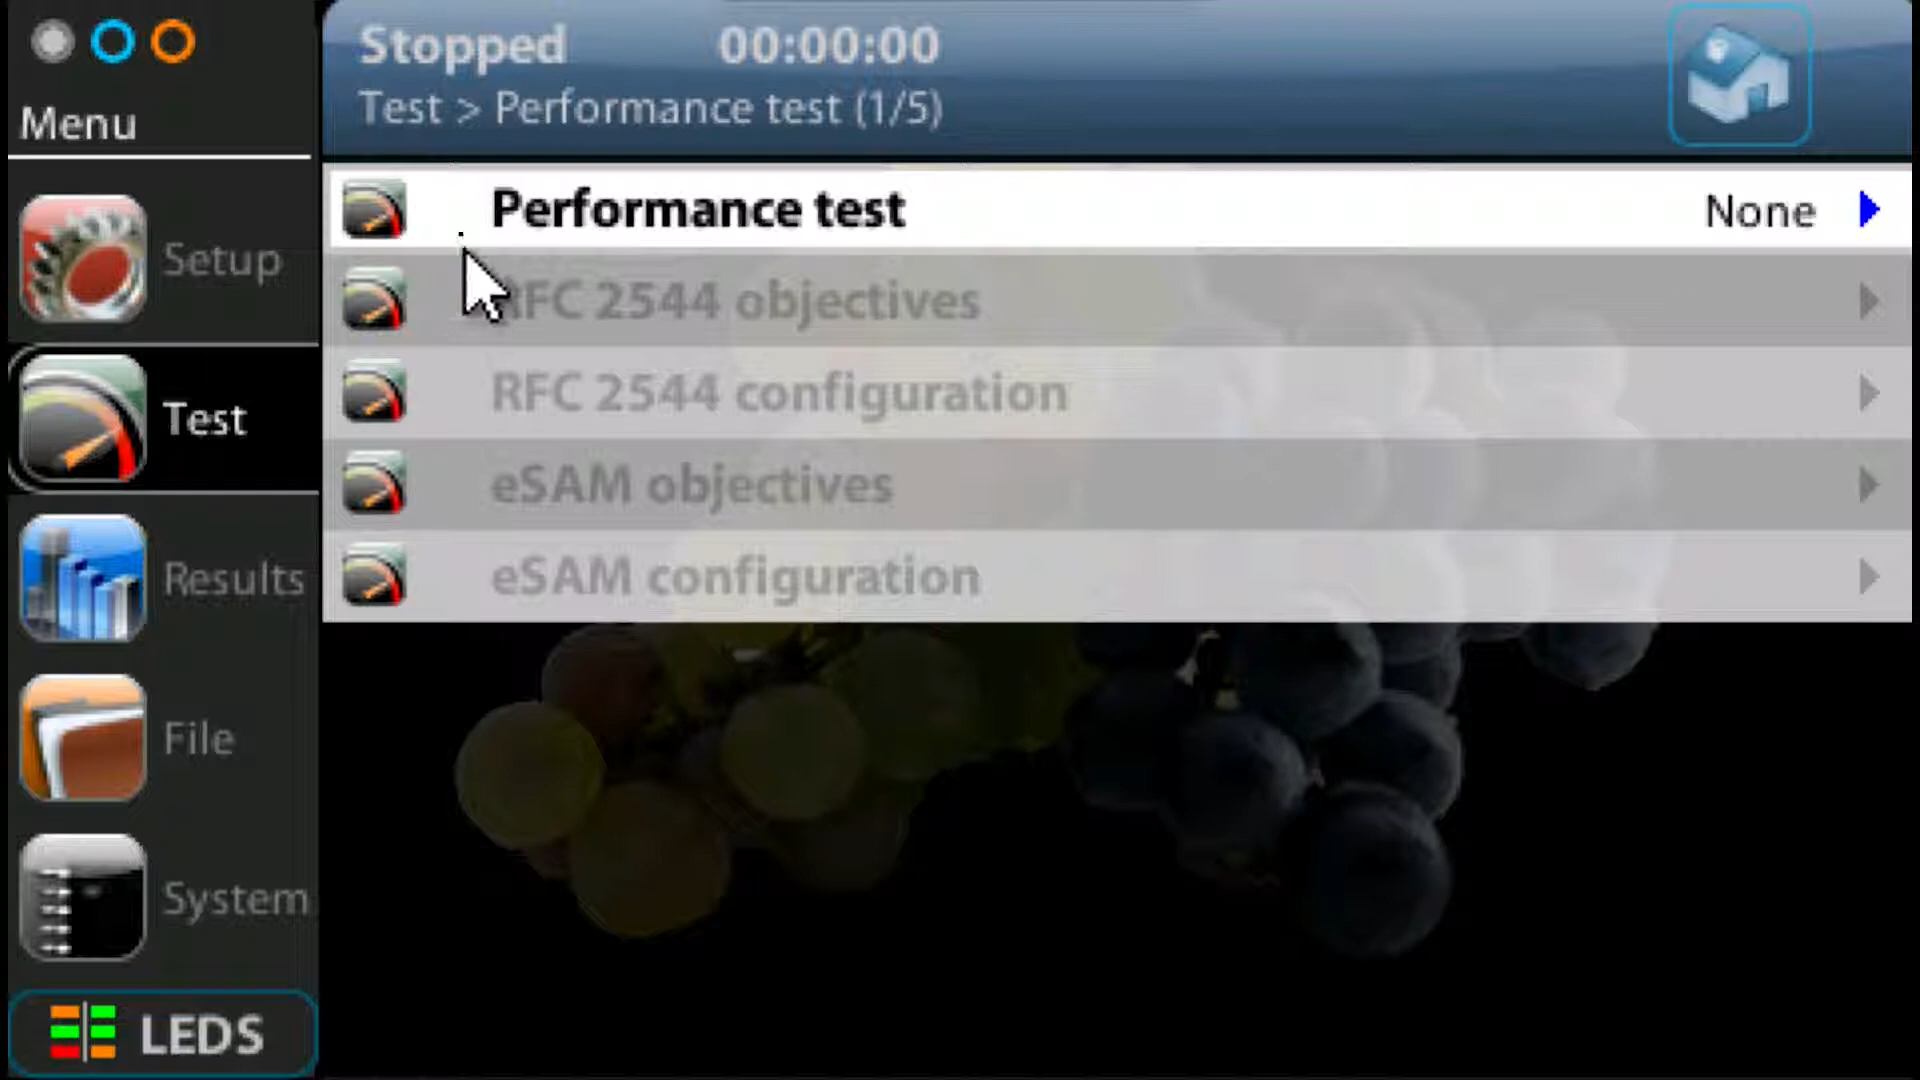 Stopped 00:00:00
Test > Performance test (1/5)
Menu
Setup
Test
Results
File
System
LEDS
Performance test None
RFC 2544 objectives
RFC 2544 configuration
eSAM objectives
eSAM configuration